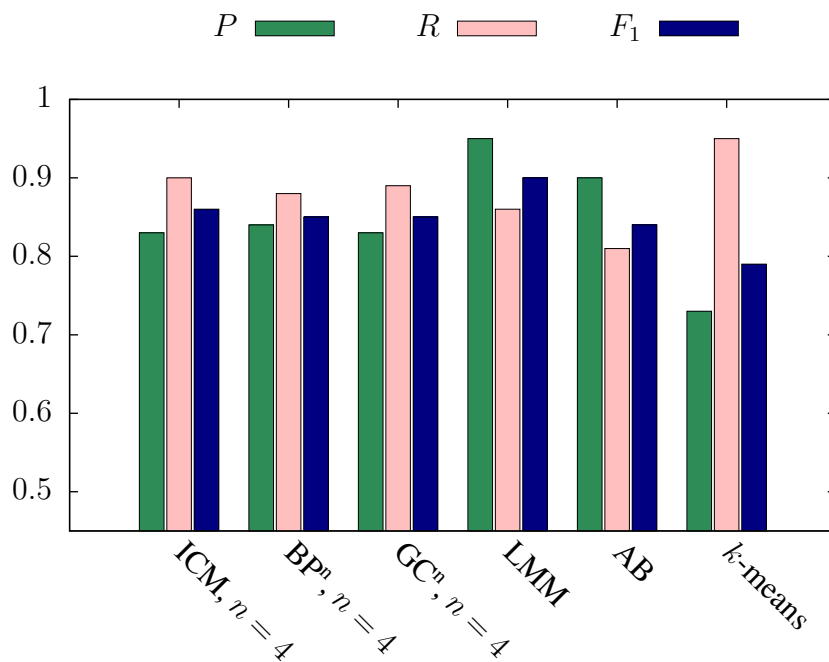 P R F₁
1
0.9
0.8
0.7
0.6
0.5
ICM, n = 4
BPⁿ, n = 4
GCⁿ, n = 4
LMM
AB
k-means